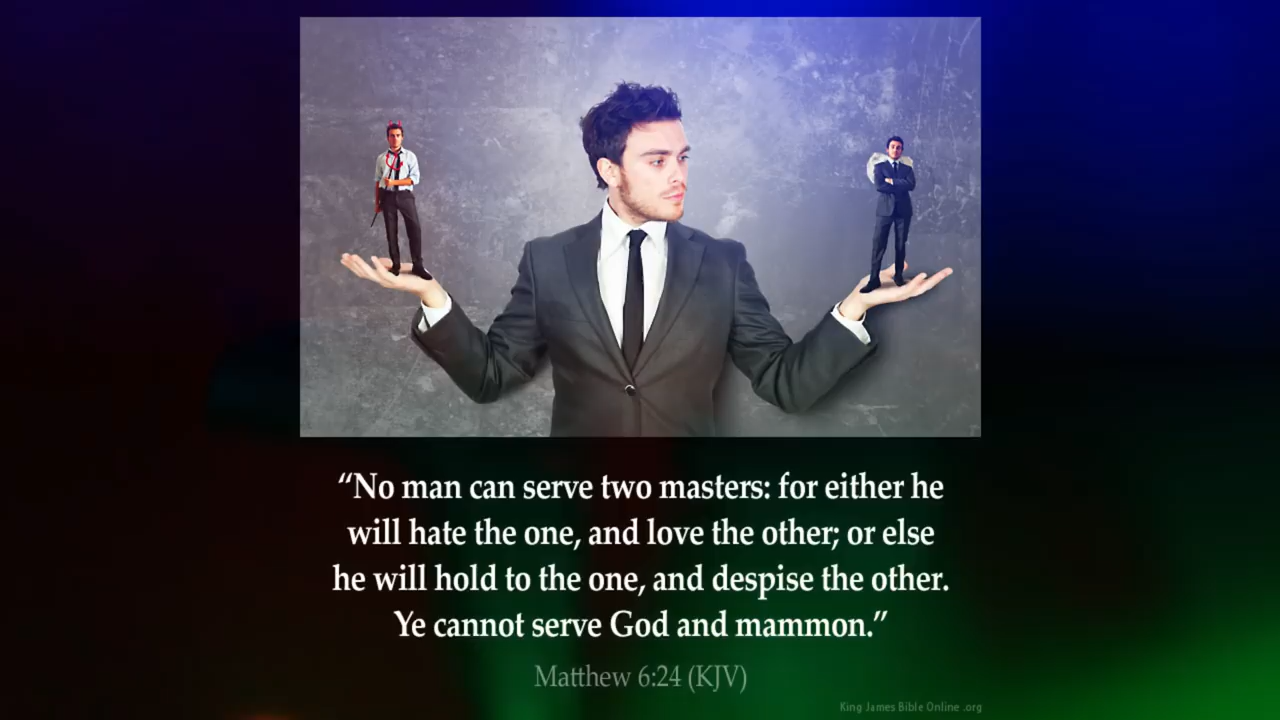 “No man can serve two masters: for either he
will hate the one, and love the other; or else
he will hold to the one, and despise the other.
Ye cannot serve God and mammon.”
Matthew 6:24 (KJV)
King James Bible Online .org